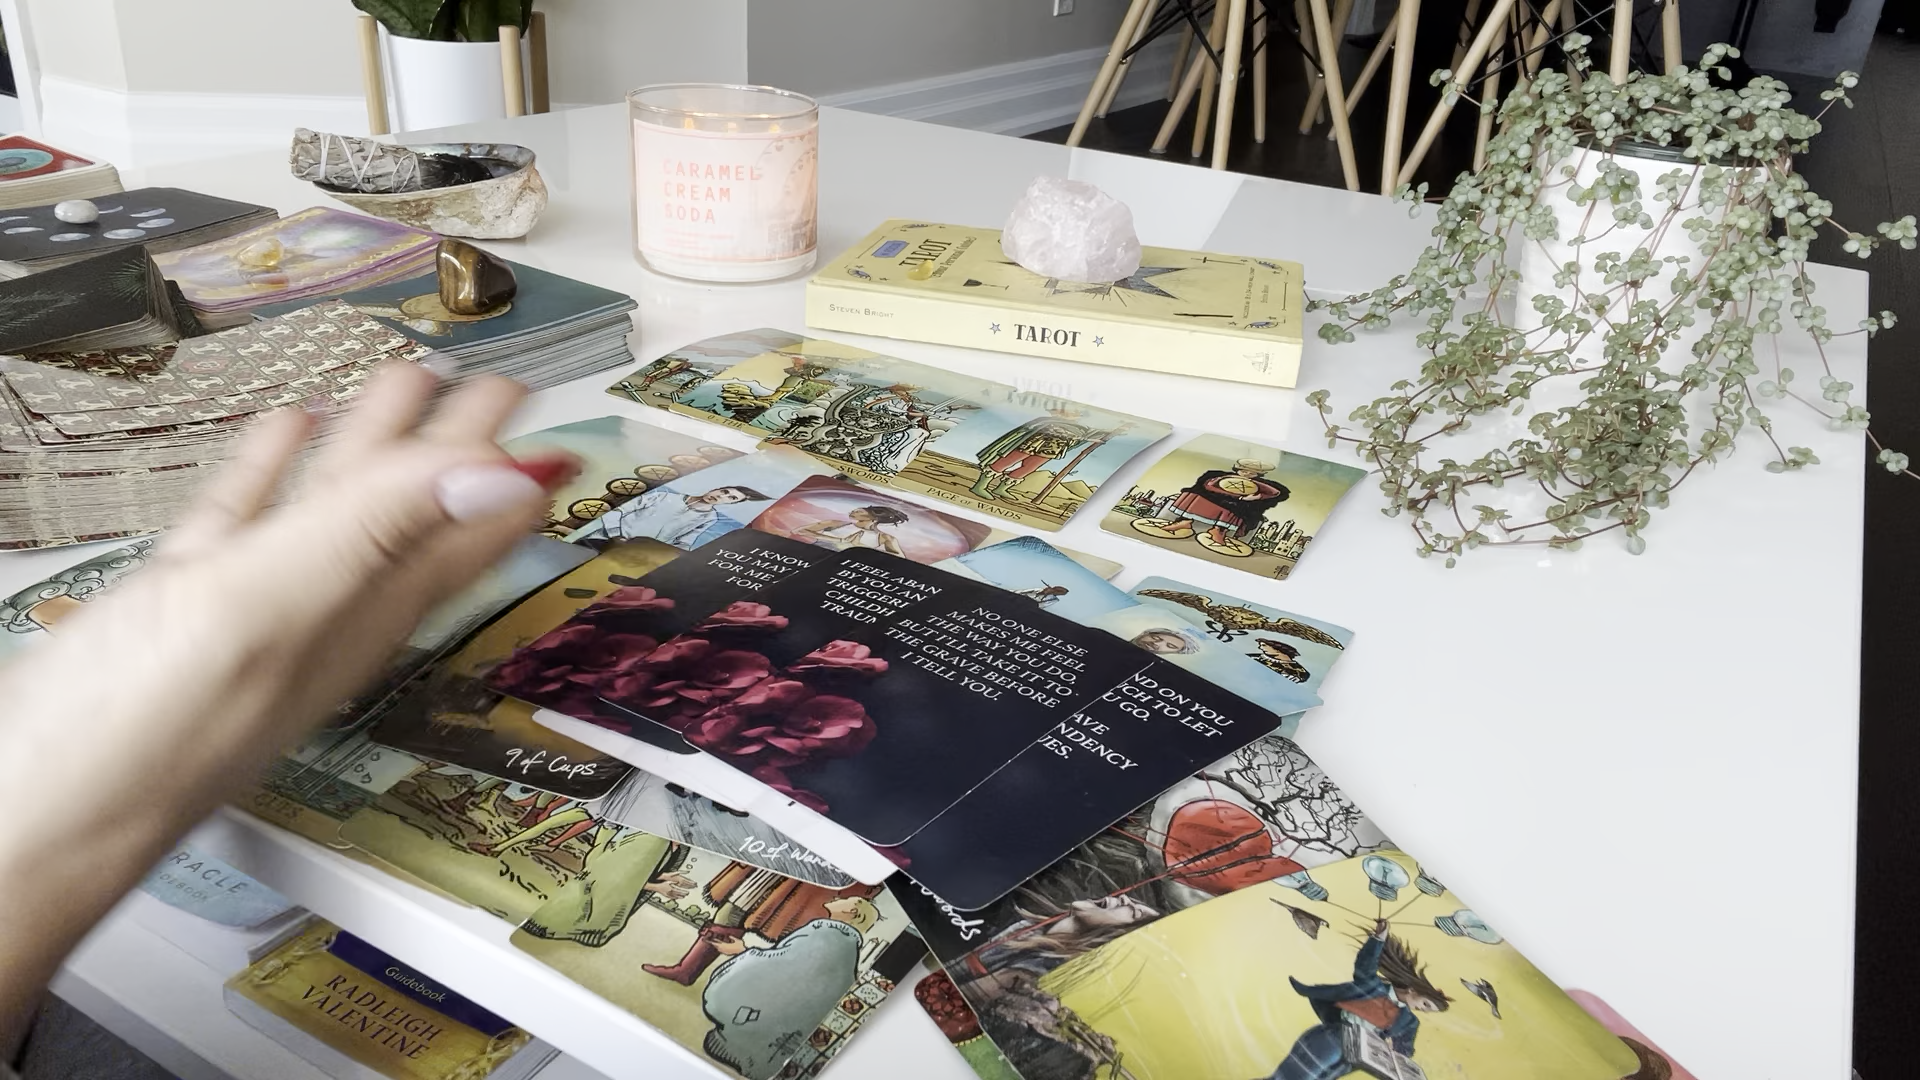 CARAMEL
CREAM
SODA
TAROT
STEVEN BRIGHT
TAROT
SWORDS
PAGE of WANDS
I KNOW
YOU MAY
FOR ME
FOR
I FEEL ABAN
BY YOU AN
TRIGGERI
CHILDH
TRAU
NO ONE ELSE
MAKES ME FEEL
THE WAY YOU DO,
BUT I'LL TAKE IT TO
THE GRAVE BEFORE
I TELL YOU.
ND ON YOU
CH TO LET
U GO.
AVE
NDENCY
UES.
9 of Cups
10 of Wands
RACLE
Guidebook
RADLEIGH
VALENTINE